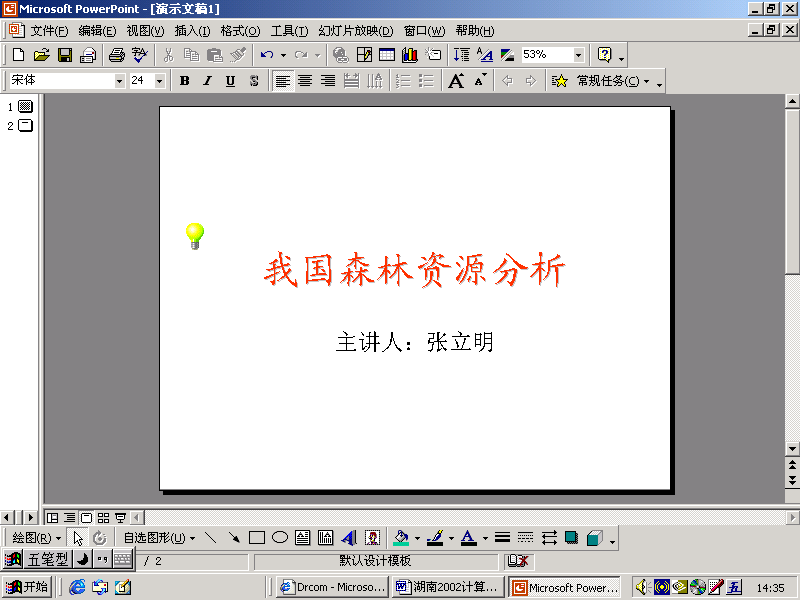 Microsoft PowerPoint - [演示文稿1]
文件(F) 编辑(E) 视图(V) 插入(I) 格式(O) 工具(T) 幻灯片放映(D) 窗口(W) 帮助(H)
53%
宋体 24 B I U S A A 常规任务(C)
1
2
我国森林资源分析
主讲人：张立明
绘图(R) 自选图形(U)
五笔型 / 2 默认设计模板
开始 Drcom - Microso... 湖南2002计算... Microsoft Power... 五 14:35